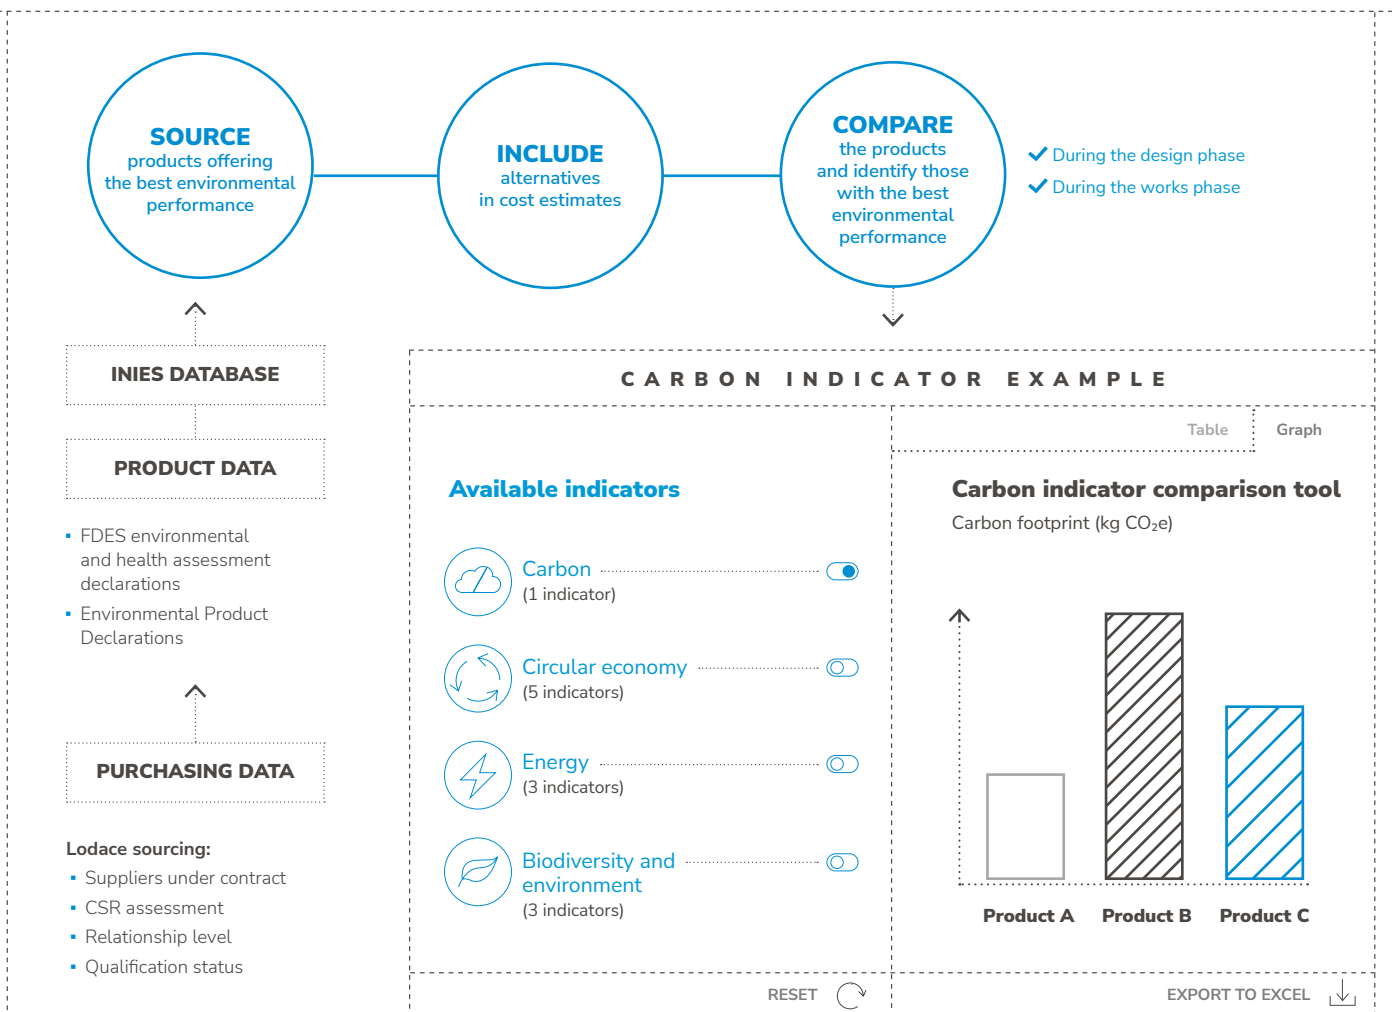 SOURCE
products offering
the best environmental
performance
INCLUDE
alternatives
in cost estimates
COMPARE
the products
and identify those
with the best
environmental
performance
During the design phase
During the works phase
INIES DATABASE
PRODUCT DATA
FDES environmental
and health assessment
declarations
Environmental Product
Declarations
PURCHASING DATA
Lodace sourcing:
Suppliers under contract
CSR assessment
Relationship level
Qualification status
CARBON INDICATOR EXAMPLE
Available indicators
Carbon
(1 indicator)
Circular economy
(5 indicators)
Energy
(3 indicators)
Biodiversity and
environment
(3 indicators)
RESET
Table Graph
Carbon indicator comparison tool
Carbon footprint (kg CO₂e)
Product A Product B Product C
EXPORT TO EXCEL